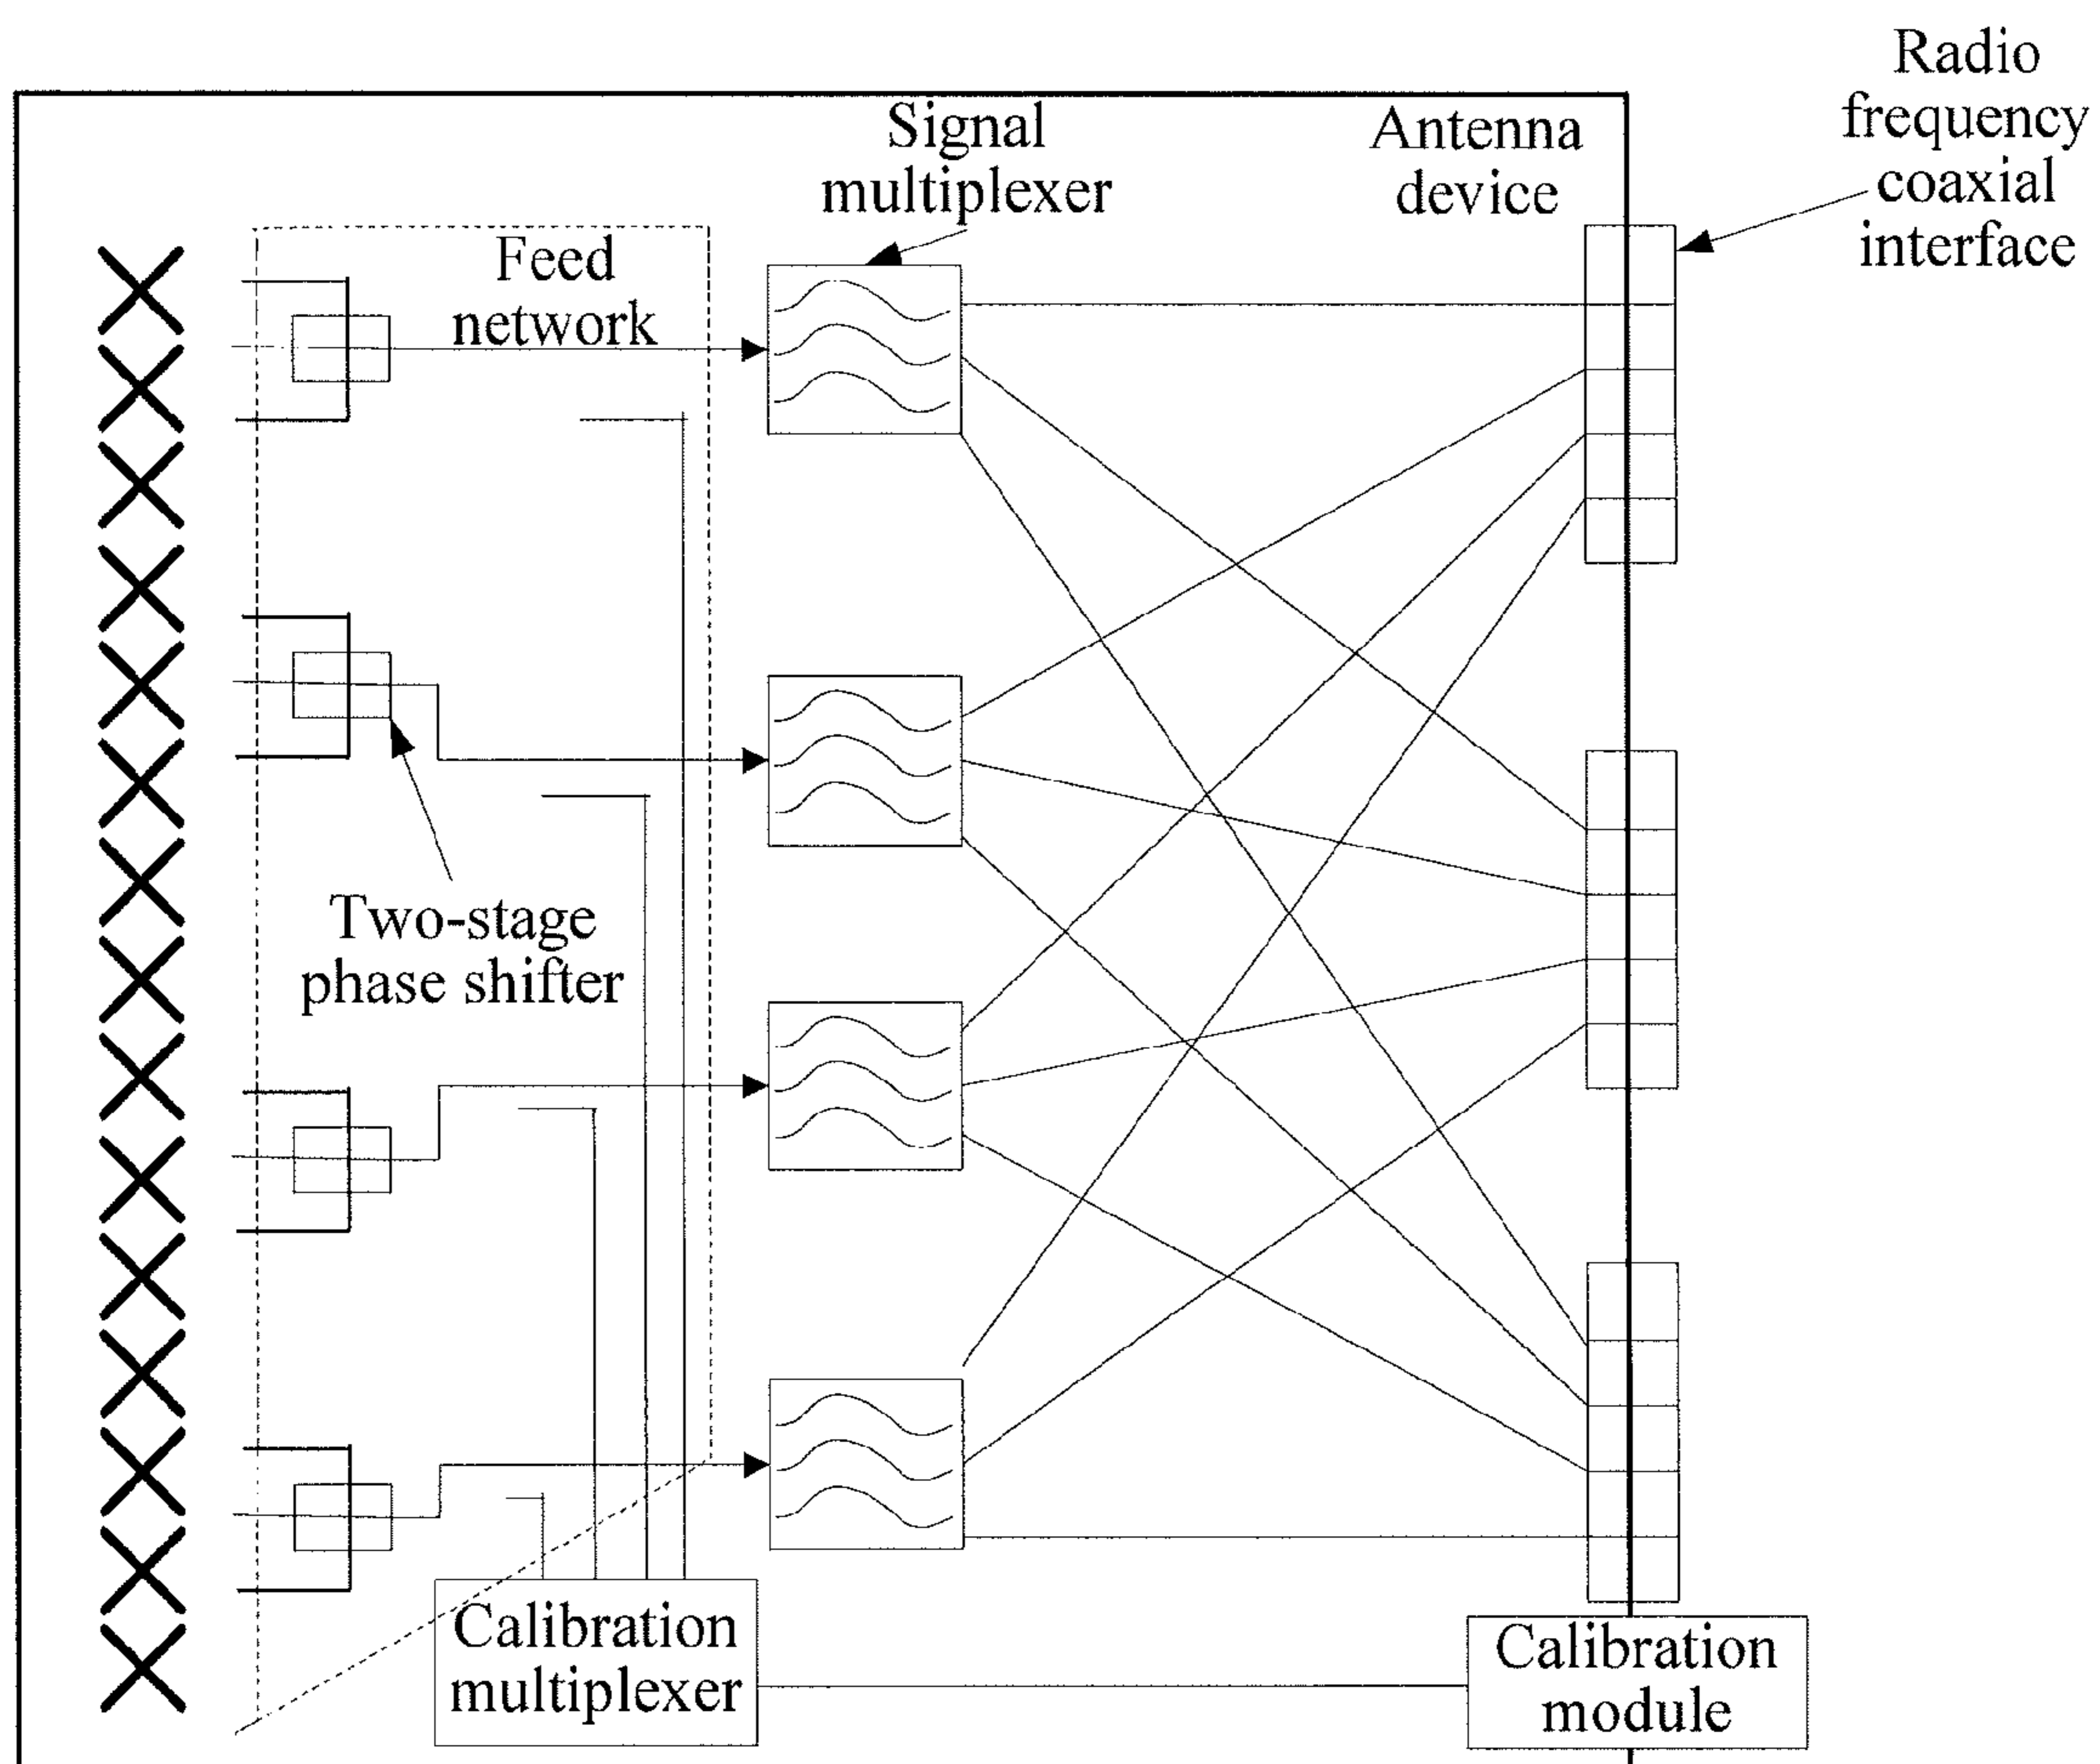 Radio
frequency
coaxial
interface
Signal
multiplexer
Antenna
device
Feed
network
Two-stage
phase shifter
Calibration
multiplexer
Calibration
module